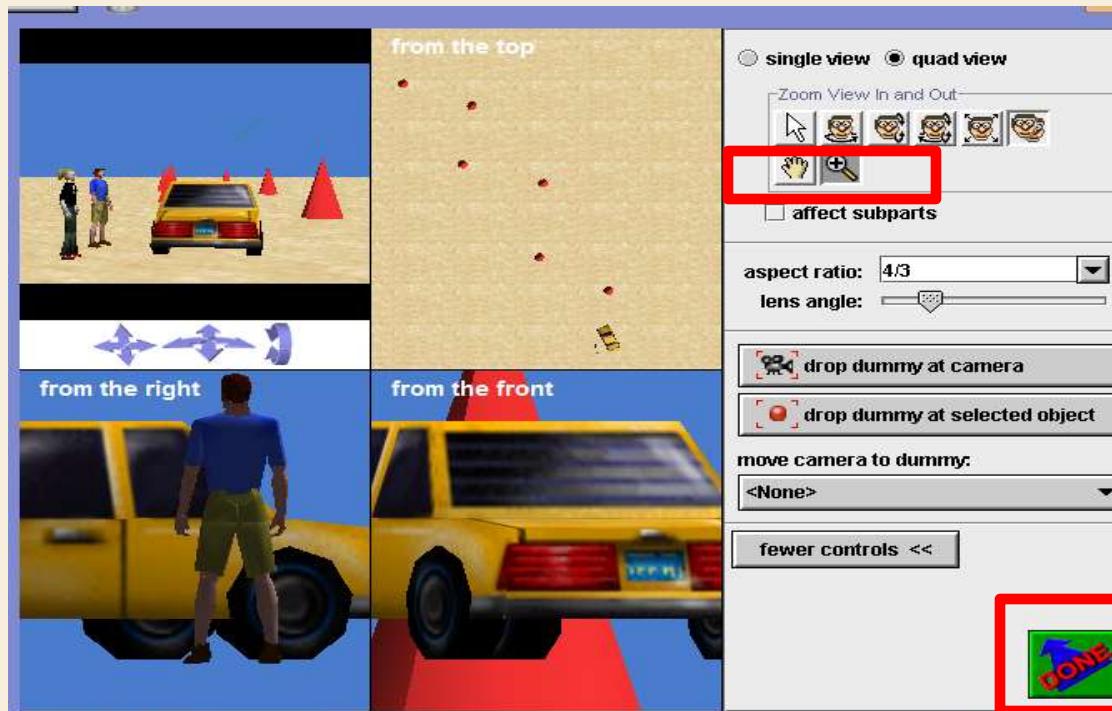 from the top
from the right
from the front
single view
quad view
Zoom View In and Out
affect subparts
aspect ratio: 4/3
lens angle:
drop dummy at camera
drop dummy at selected object
move camera to dummy:
<None>
fewer controls <<
DONE